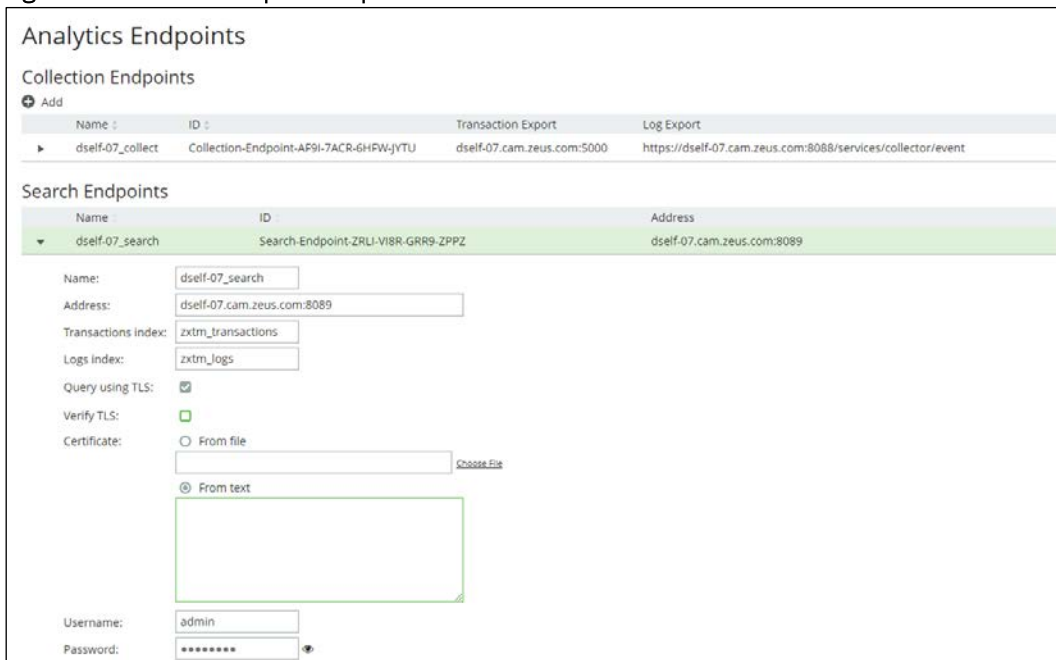 Analytics Endpoints
Collection Endpoints
Add
Name ID Transaction Export Log Export
dself-07_collect Collection-Endpoint-AF9I-7ACR-6HFW-JYTU dself-07.cam.zeus.com:5000 https://dself-07.cam.zeus.com:8088/services/collector/event
Search Endpoints
Name ID Address
dself-07_search Search-Endpoint-ZRLI-VI8R-GRR9-ZPPZ dself-07.cam.zeus.com:8089
Name: dself-07_search
Address: dself-07.cam.zeus.com:8089
Transactions index: zxtm_transactions
Logs index: zxtm_logs
Query using TLS:
Verify TLS:
Certificate: From file
Choose File
From text
Username: admin
Password: ••••••••